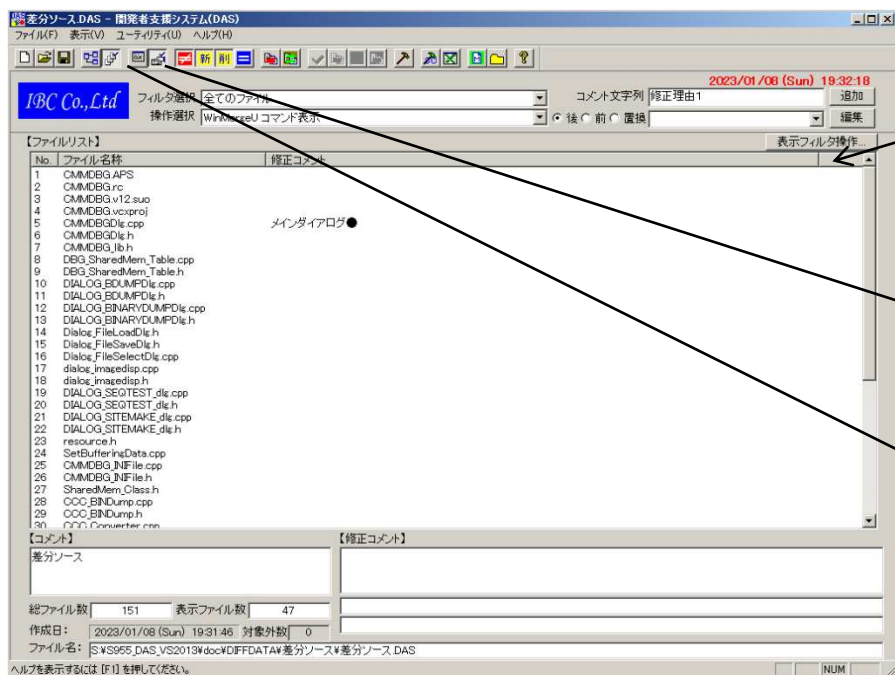 差分ソース.DAS - 開発者支援システム(DAS)
ファイル(F) 表示(V) ユーティリティ(U) ヘルプ(H)
新 削
2023/01/08 (Sun) 19:32:18
IBC Co.,Ltd
フィルタ選択 全てのファイル
コメント文字列 修正理由1 追加
操作選択 WinMergeU コマンド表示
後 前 置換 編集
【ファイルリスト】 表示フィルタ操作...
No. ファイル名称 修正コメント
1 CMMDBG.APS
2 CMMDBG.rc
3 CMMDBG.v12.suo
4 CMMDBG.vcxproj
5 CMMDBGDlg.cpp メインダイアログ●
6 CMMDBGDlg.h
7 CMMDBG_lib.h
8 DBG_SharedMem_Table.cpp
9 DBG_SharedMem_Table.h
10 DIALOG_BDUMPDlg.cpp
11 DIALOG_BDUMPDlg.h
12 DIALOG_BINARYDUMPDlg.cpp
13 DIALOG_BINARYDUMPDlg.h
14 Dialog_FileLoadDlg.h
15 Dialog_FileSaveDlg.h
16 Dialog_FileSelectDlg.cpp
17 dialog_imagedisp.cpp
18 dialog_imagedisp.h
19 DIALOG_SEQTEST_dlg.cpp
20 DIALOG_SEQTEST_dlg.h
21 DIALOG_SITEMAKE_dlg.cpp
22 DIALOG_SITEMAKE_dlg.h
23 resource.h
24 SetBufferingData.cpp
25 CMMDBG_INIFile.cpp
26 CMMDBG_INIFile.h
27 SharedMem_Class.h
28 CCC_BINDump.cpp
29 CCC_BINDump.h
30 CCC_Converter.cpp
【コメント】 【修正コメント】
差分ソース
総ファイル数 151 表示ファイル数 47
作成日: 2023/01/08 (Sun) 19:31:46 対象外数 0
ファイル名: S:¥S955_DAS_VS2013¥doc¥DIFFDATA¥差分ソース¥差分ソース.DAS
ヘルプを表示するには [F1] を押してください。 NUM